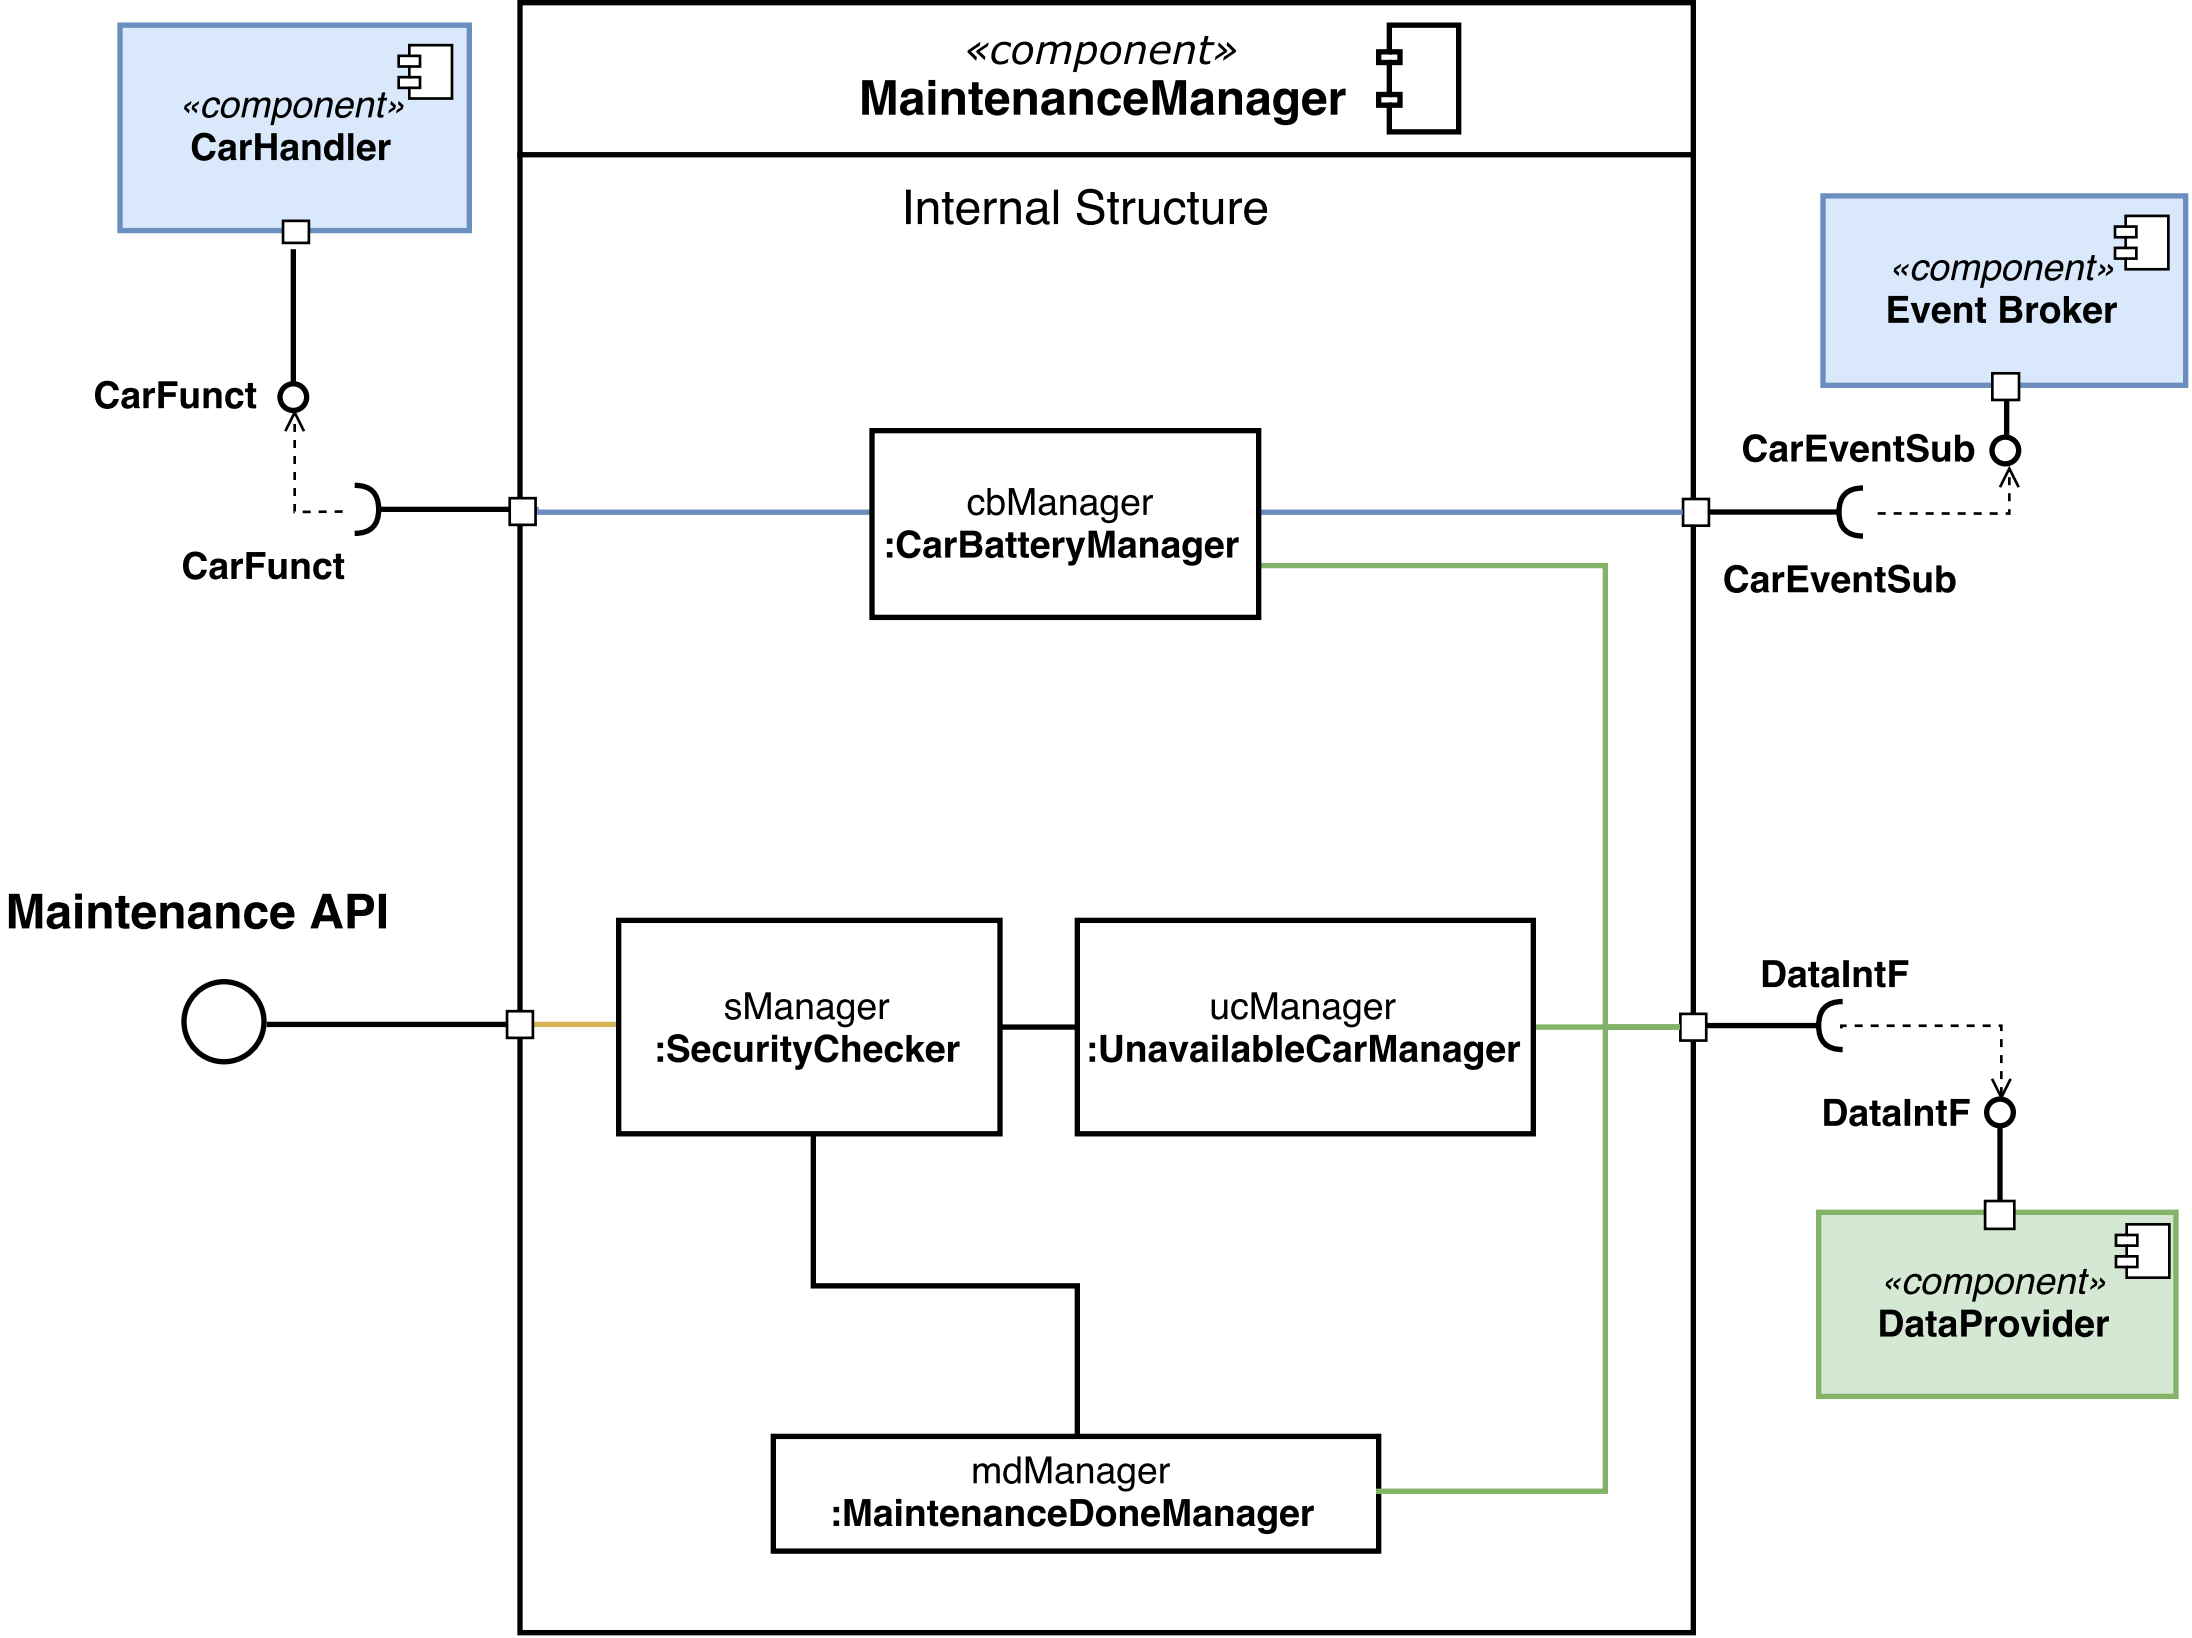 «component»
MaintenanceManager
Internal Structure
«component»
CarHandler
CarFunct
CarFunct
«component»
Event Broker
CarEventSub
CarEventSub
cbManager
:CarBatteryManager
Maintenance API
sManager
:SecurityChecker
ucManager
:UnavailableCarManager
DataIntF
DataIntF
«component»
DataProvider
mdManager
:MaintenanceDoneManager